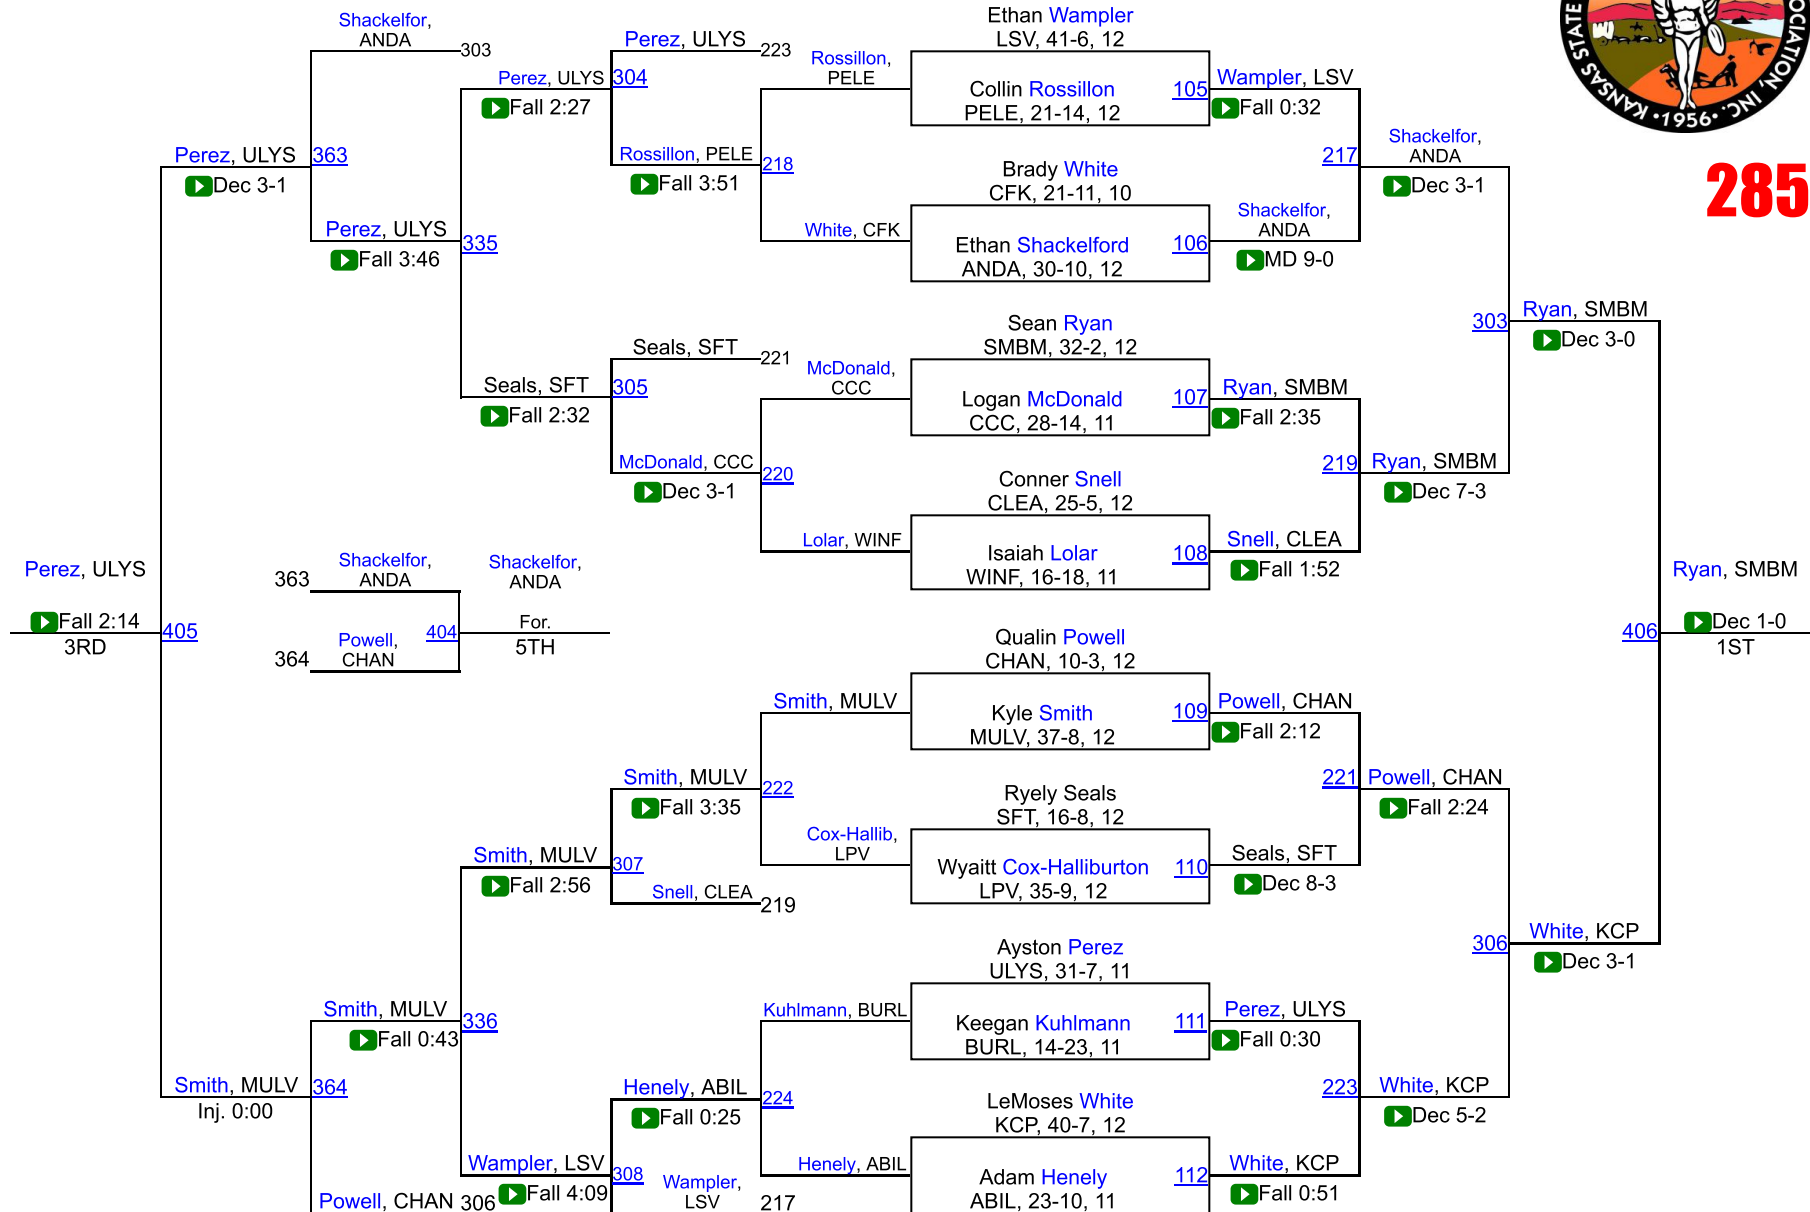 Shackelfor,
ANDA
303
Perez, ULYS
223
Perez, ULYS
304
Fall 2:27
Rossillon,
PELE
Ethan Wampler
LSV, 41-6, 12
Collin Rossillon
PELE, 21-14, 12
105
Wampler, LSV
Fall 0:32
KANSAS STATE
OCIATION, INC.
•1956•
285
Perez, ULYS
363
Dec 3-1
Rossillon, PELE
218
Fall 3:51
Brady White
CFK, 21-11, 10
217
Shackelfor,
ANDA
Dec 3-1
Perez, ULYS
335
Fall 3:46
White, CFK
Ethan Shackelford
ANDA, 30-10, 12
106
Shackelfor,
ANDA
MD 9-0
Sean Ryan
SMBM, 32-2, 12
303
Ryan, SMBM
Dec 3-0
Seals, SFT
221
Seals, SFT
305
Fall 2:32
McDonald,
CCC
Logan McDonald
CCC, 28-14, 11
107
Ryan, SMBM
Fall 2:35
McDonald, CCC
220
Dec 3-1
Conner Snell
CLEA, 25-5, 12
219
Ryan, SMBM
Dec 7-3
Lolar, WINF
Isaiah Lolar
WINF, 16-18, 11
108
Snell, CLEA
Fall 1:52
Perez, ULYS
Fall 2:14
3RD
405
363
Shackelfor,
ANDA
364
Powell,
CHAN
404
Shackelfor,
ANDA
For.
5TH
Ryan, SMBM
406
Dec 1-0
1ST
Qualin Powell
CHAN, 10-3, 12
Smith, MULV
Kyle Smith
MULV, 37-8, 12
109
Powell, CHAN
Fall 2:12
Smith, MULV
222
Fall 3:35
Ryely Seals
SFT, 16-8, 12
221
Powell, CHAN
Fall 2:24
Cox-Hallib,
LPV
Wyaitt Cox-Halliburton
LPV, 35-9, 12
110
Seals, SFT
Dec 8-3
Smith, MULV
307
Fall 2:56
Snell, CLEA
219
Ayston Perez
ULYS, 31-7, 11
306
White, KCP
Dec 3-1
Smith, MULV
336
Fall 0:43
Kuhlmann, BURL
Keegan Kuhlmann
BURL, 14-23, 11
111
Perez, ULYS
Fall 0:30
Smith, MULV
364
Inj. 0:00
Henely, ABIL
224
Fall 0:25
LeMoses White
KCP, 40-7, 12
223
White, KCP
Dec 5-2
Wampler, LSV
308
Fall 4:09
Henely, ABIL
Adam Henely
ABIL, 23-10, 11
112
White, KCP
Fall 0:51
Powell, CHAN
306
Wampler,
LSV
217